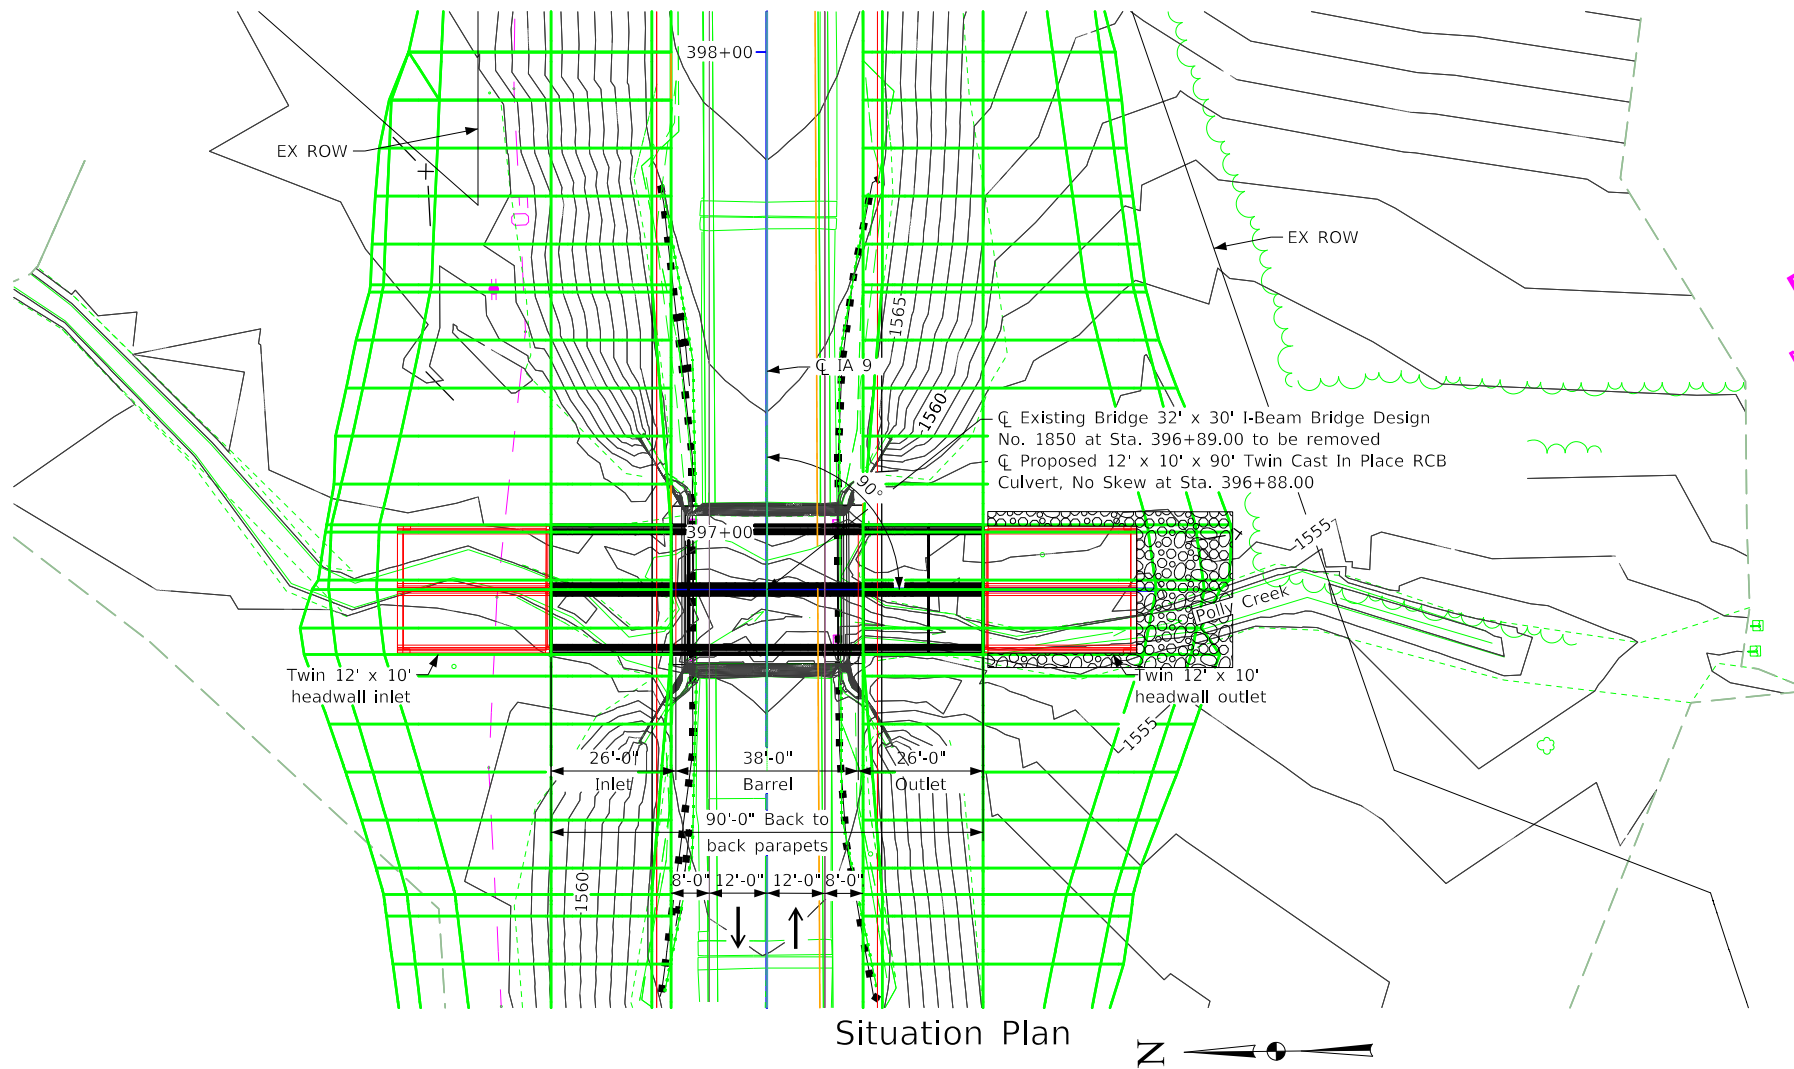 398+00
EX ROW
EX ROW
1565
℄ IA 9
1560
℄ Existing Bridge 32' x 30' I-Beam Bridge Design
No. 1850 at Sta. 396+89.00 to be removed
℄ Proposed 12' x 10' x 90' Twin Cast In Place RCB
Culvert, No Skew at Sta. 396+88.00
90°
397+00
1555
Polly Creek
Twin 12' x 10'
headwall inlet
Twin 12' x 10'
headwall outlet
1555
26'-0" 38'-0" 26'-0"
Inlet Barrel Outlet
90'-0" Back to
back parapets
8'-0" 12'-0" 12'-0" 8'-0"
1560
Situation Plan
N